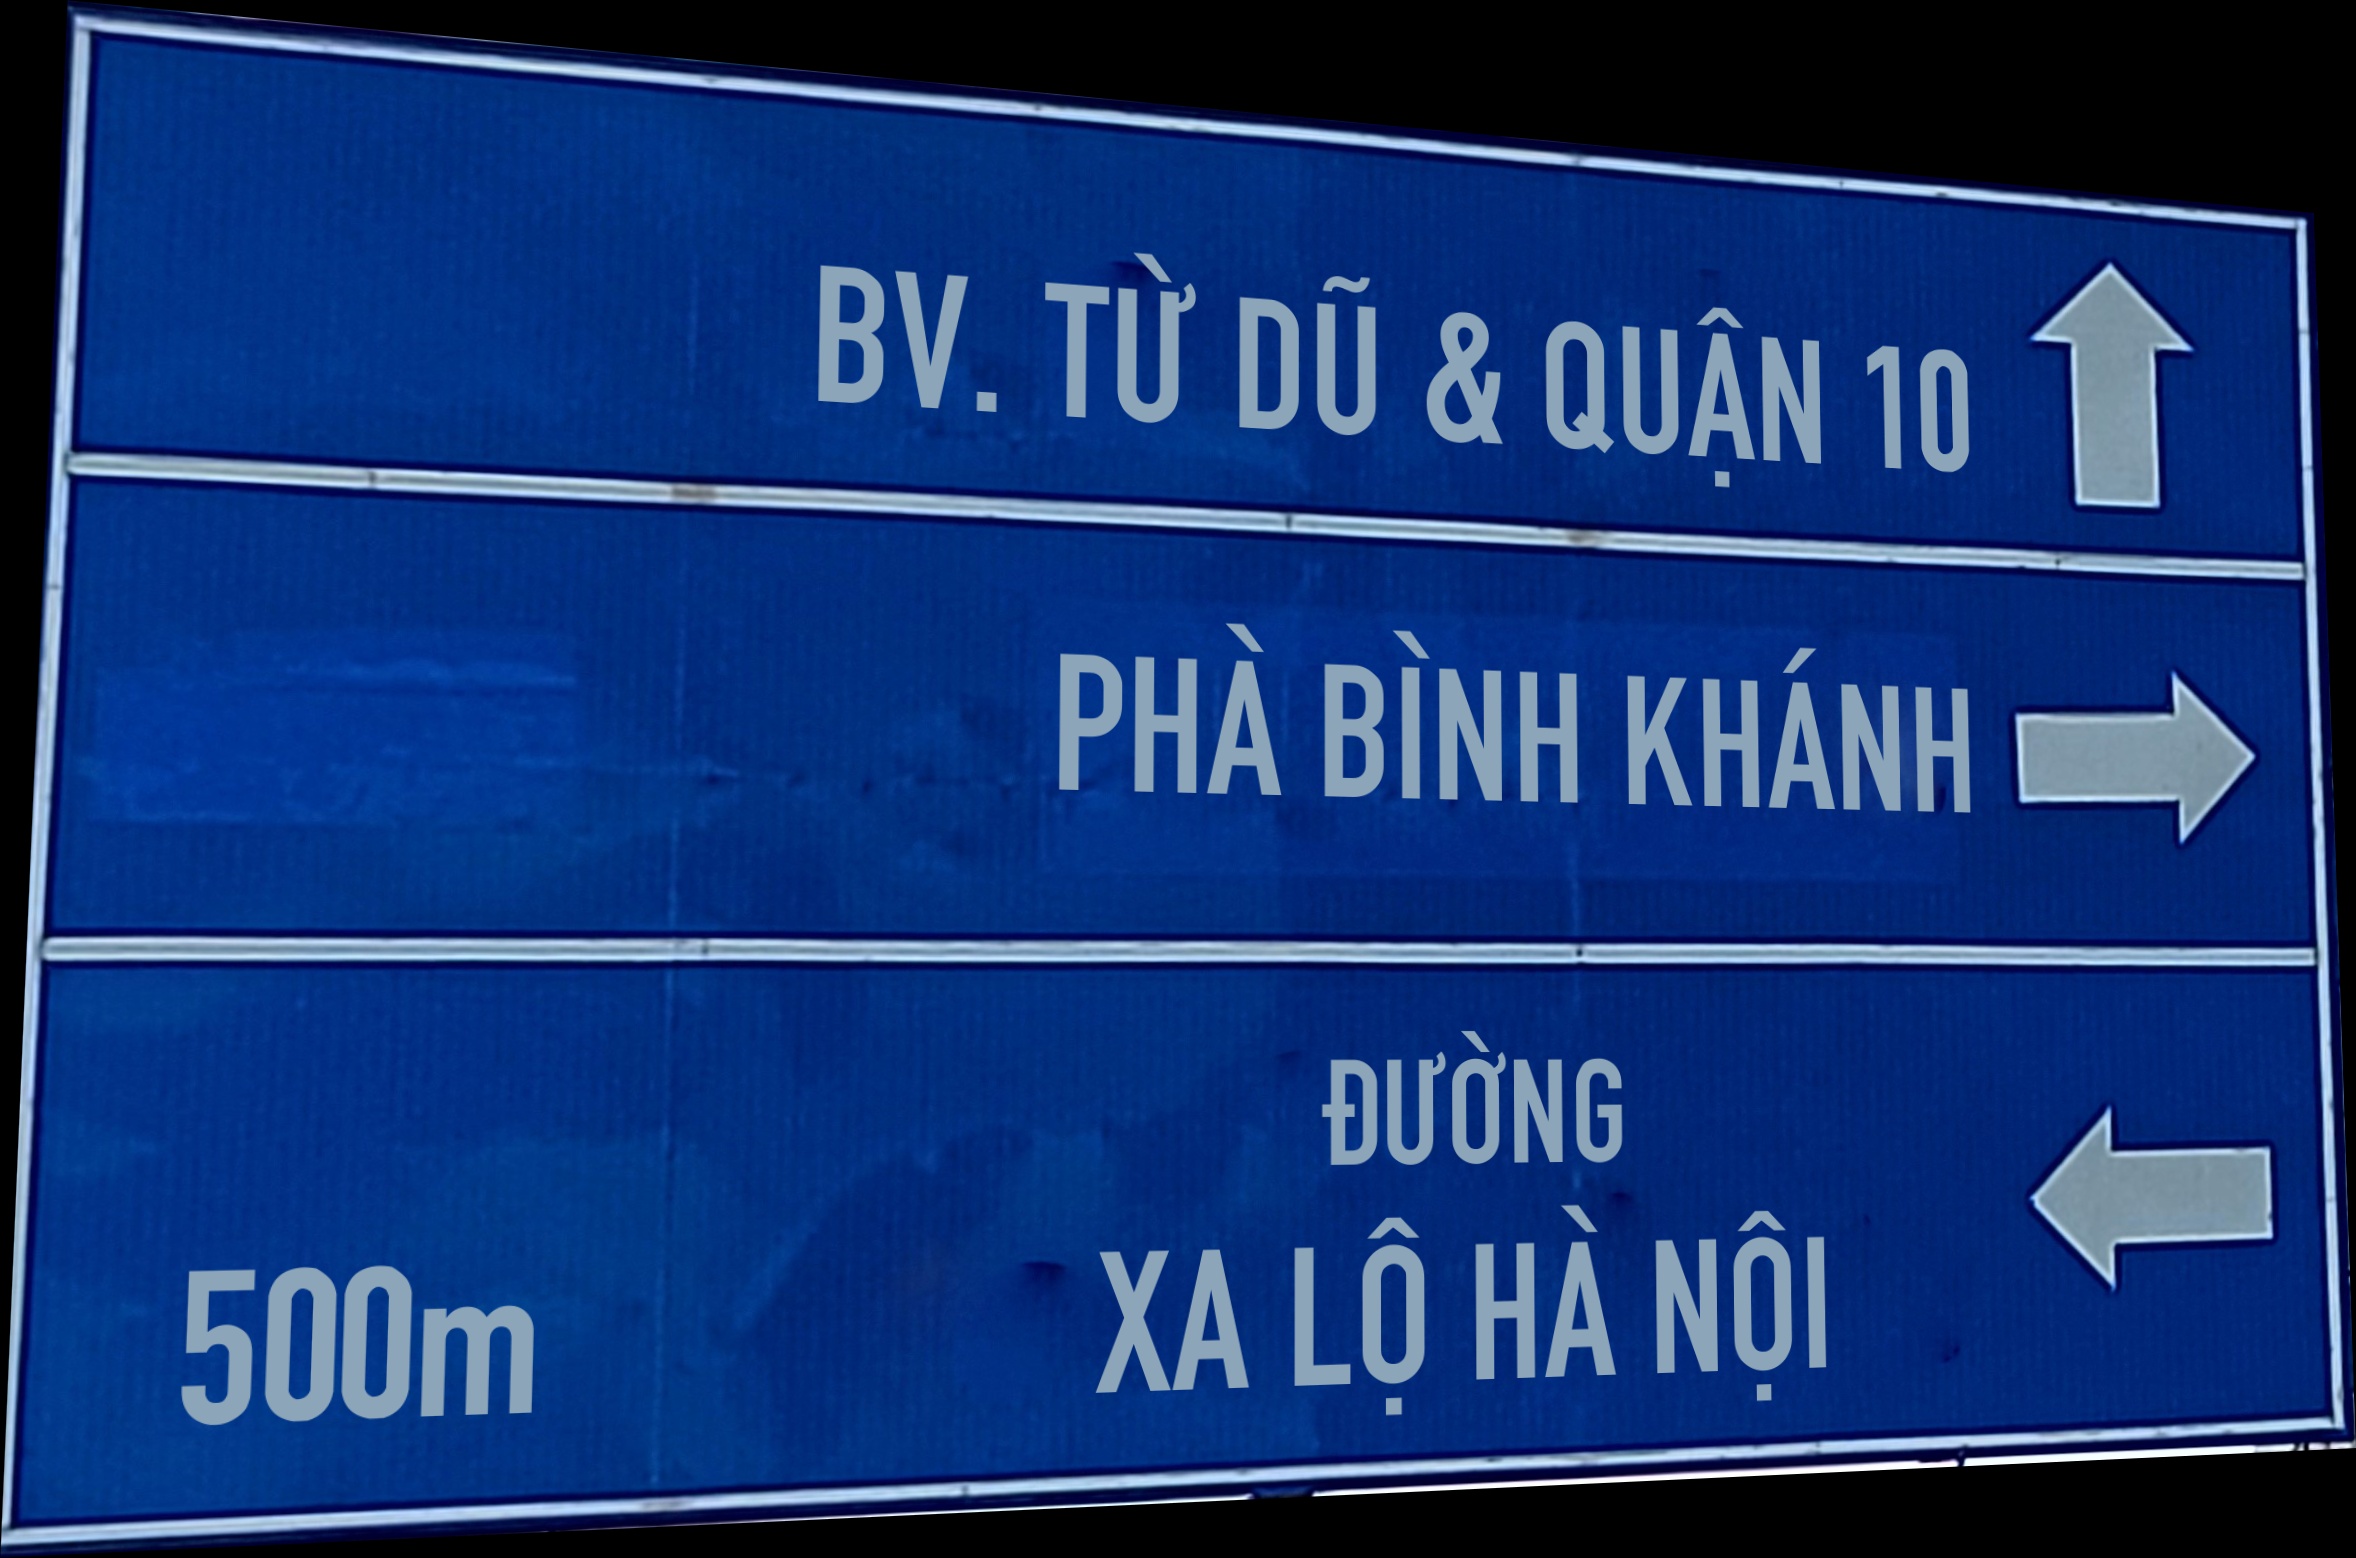 BV. TỪ DŨ & QUẬN 10
PHÀ BÌNH KHÁNH
ĐƯỜNG
XA LỘ HÀ NỘI
500m